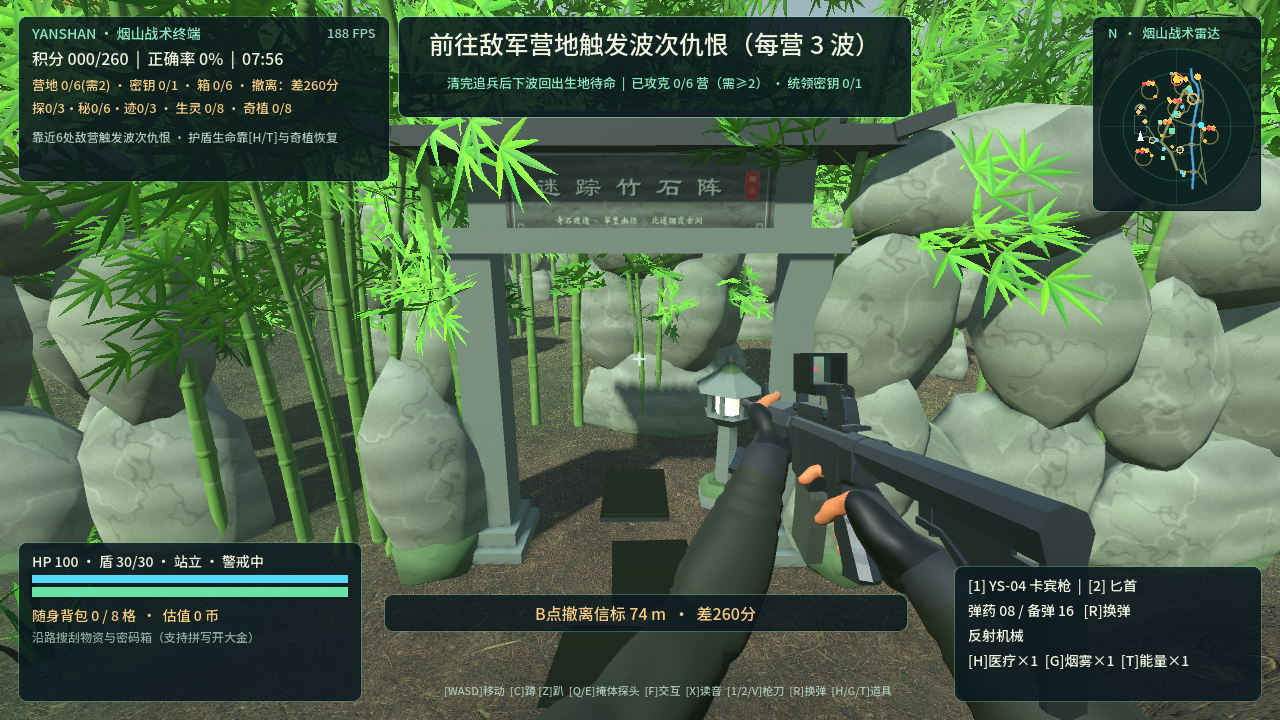 YANSHAN · 烟山战术终端
188 FPS
积分 000/260 | 正确率 0% | 07:56
营地 0/6(需2) · 密钥 0/1 · 箱 0/6 · 撤离：差260分
探0/3·秘0/6·迹0/3 · 生灵 0/8 · 奇植 0/8
靠近6处敌营触发波次仇恨 · 护盾生命靠[H/T]与奇植恢复
前往敌军营地触发波次仇恨（每营 3 波）
清完追兵后下波回出生地待命 | 已攻克 0/6 营（需≥2） · 统领密钥 0/1
N · 烟山战术雷达
迷踪竹石阵
HP 100 · 盾 30/30 · 站立 · 警戒中
随身背包 0 / 8 格 · 估值 0 币
沿路搜刮物资与密码箱（支持拼写开大金）
B点撤离信标 74 m · 差260分
[1] YS-04 卡宾枪 | [2] 匕首
弹药 08 / 备弹 16 [R]换弹
反射机械
[H]医疗×1 [G]烟雾×1 [T]能量×1
[WASD]移动 [C]蹲 [Z]趴 [Q/E]掩体探头 [F]交互 [X]读音 [1/2/V]枪刀 [R]换弹 [H/G/T]道具